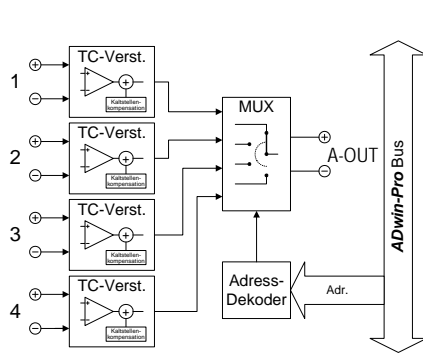 1
TC-Verst.
Kaltstellen-
kompensation
2
TC-Verst.
Kaltstellen-
kompensation
3
TC-Verst.
Kaltstellen-
kompensation
4
TC-Verst.
Kaltstellen-
kompensation
MUX
A-OUT
Adress-
Dekoder
Adr.
ADwin-Pro Bus